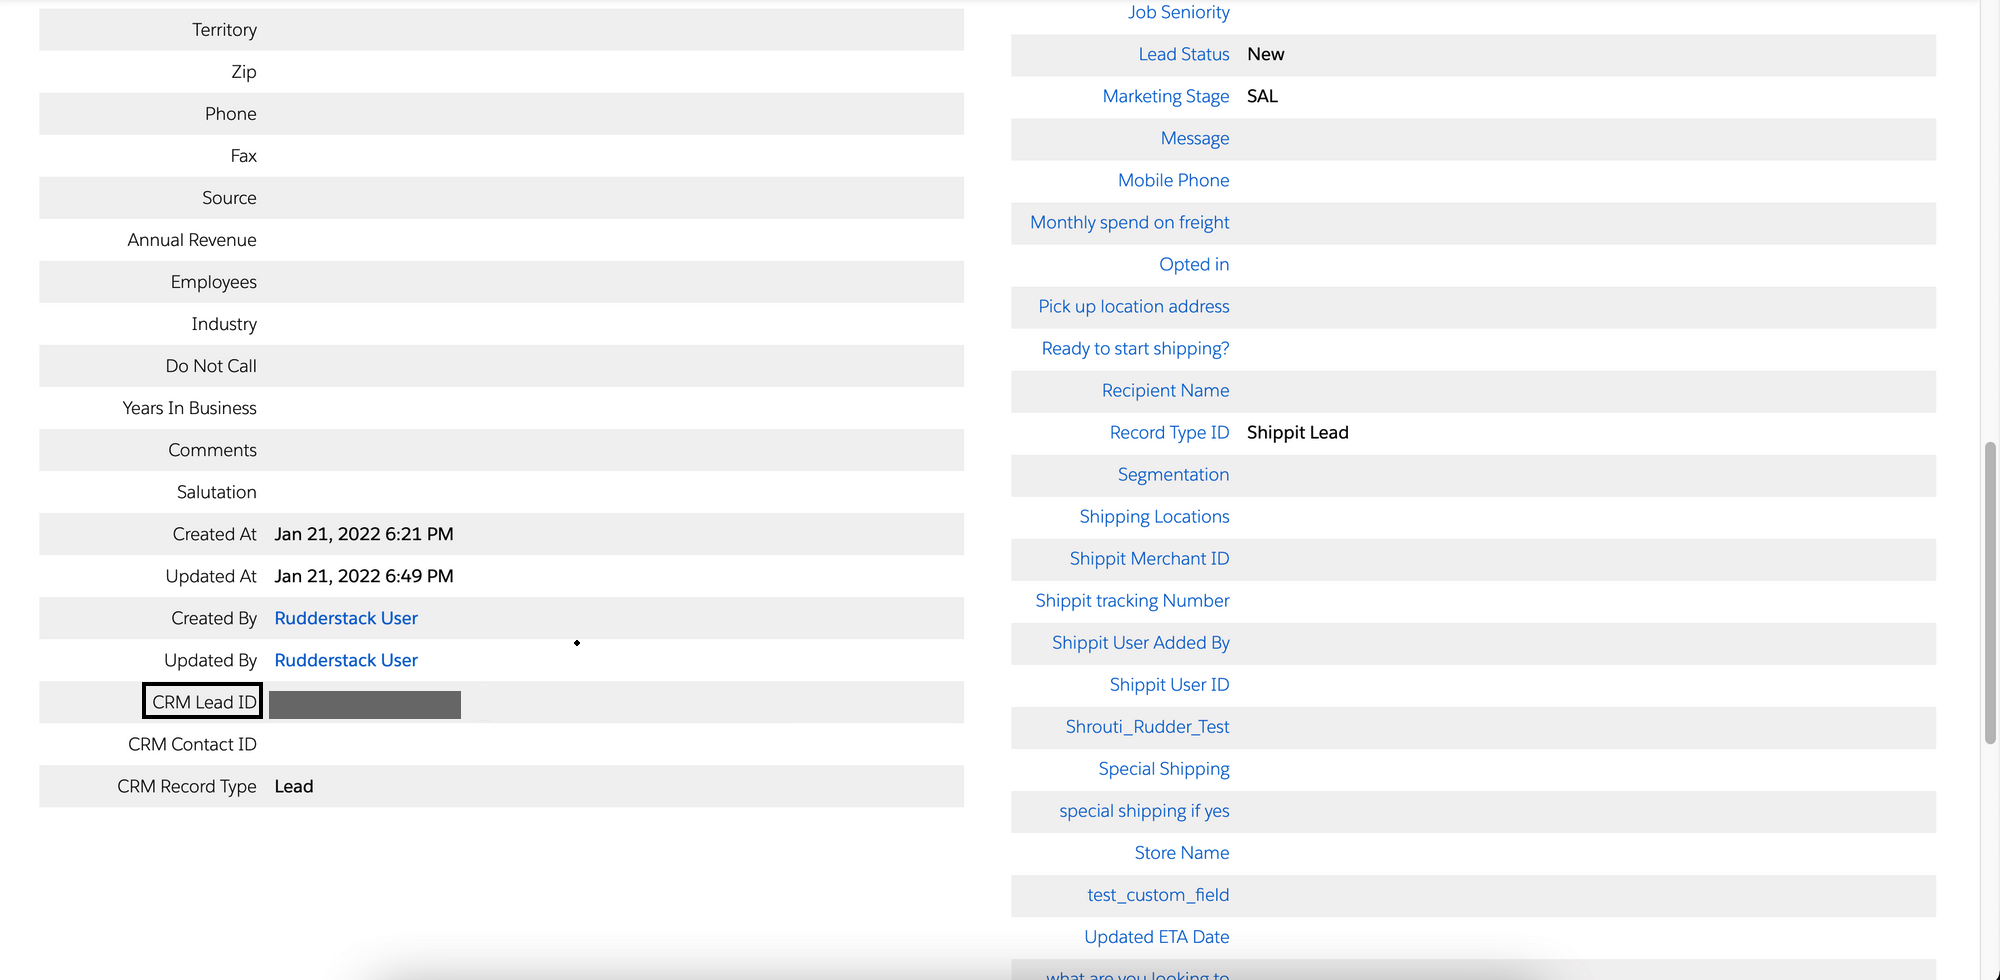 Territory
Zip
Phone
Fax
Source
Annual Revenue
Employees
Industry
Do Not Call
Years In Business
Comments
Salutation
Created At Jan 21, 2022 6:21 PM
Updated At Jan 21, 2022 6:49 PM
Created By Rudderstack User
Updated By Rudderstack User
CRM Lead ID
CRM Contact ID
CRM Record Type Lead
Job Seniority
Lead Status New
Marketing Stage SAL
Message
Mobile Phone
Monthly spend on freight
Opted in
Pick up location address
Ready to start shipping?
Recipient Name
Record Type ID Shippit Lead
Segmentation
Shipping Locations
Shippit Merchant ID
Shippit tracking Number
Shippit User Added By
Shippit User ID
Shrouti_Rudder_Test
Special Shipping
special shipping if yes
Store Name
test_custom_field
Updated ETA Date
what are you looking to